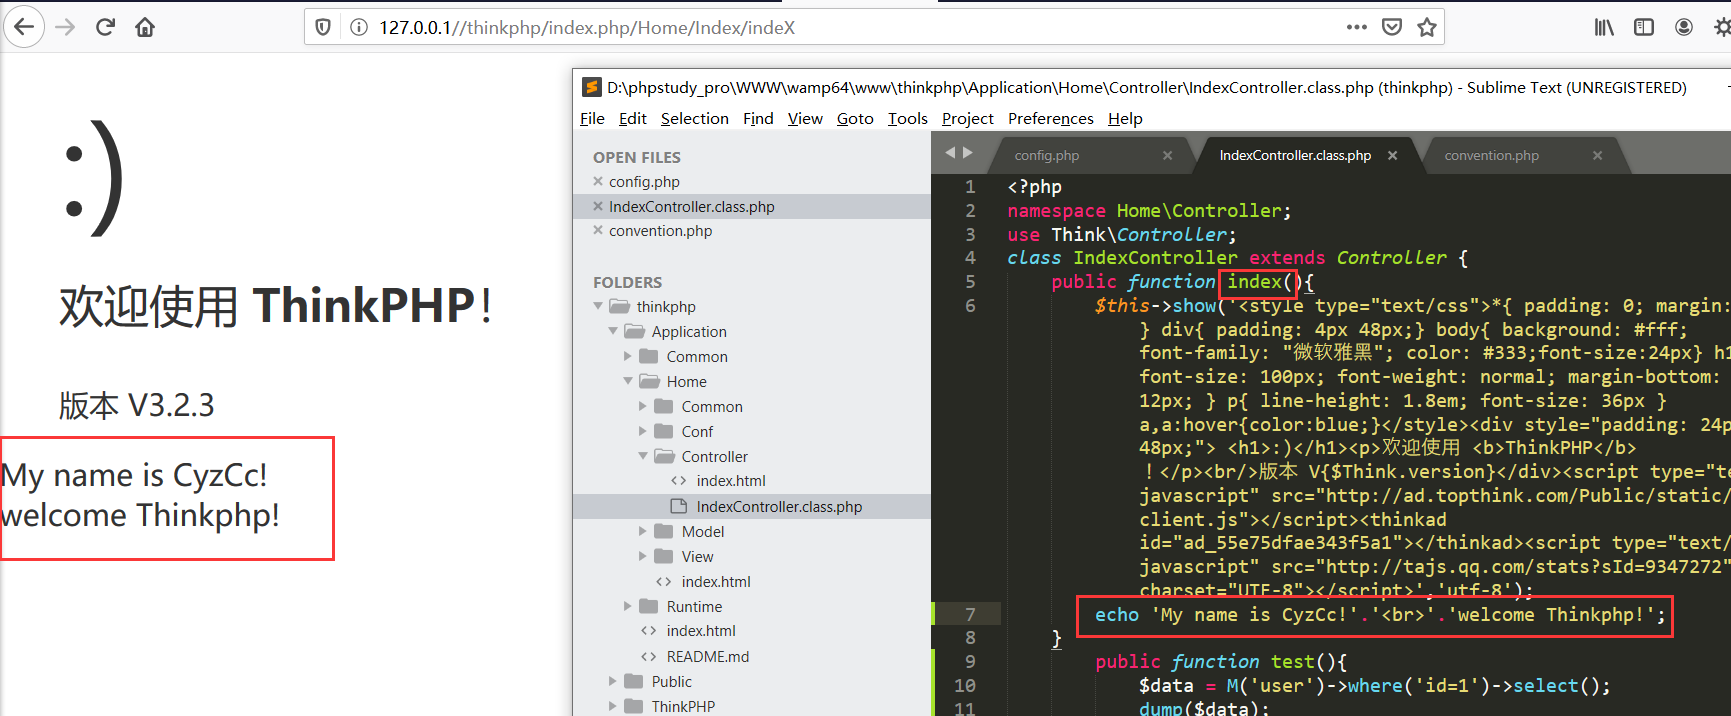 127.0.0.1//thinkphp/index.php/Home/Index/indeX
:)
欢迎使用 ThinkPHP！
版本 V3.2.3
My name is CyzCc!
welcome Thinkphp!
D:\phpstudy_pro\WWW\wamp64\www\thinkphp\Application\Home\Controller\IndexController.class.php (thinkphp) - Sublime Text (UNREGISTERED)
File Edit Selection Find View Goto Tools Project Preferences Help
OPEN FILES
config.php
IndexController.class.php
convention.php
FOLDERS
thinkphp
Application
Common
Home
Common
Conf
Controller
index.html
IndexController.class.php
Model
View
index.html
Runtime
index.html
README.md
Public
ThinkPHP
config.php IndexController.class.php convention.php
1 <?php
2 namespace Home\Controller;
3 use Think\Controller;
4 class IndexController extends Controller {
5 public function index(){
6 $this->show('<style type="text/css">*{ padding: 0; margin:
} div{ padding: 4px 48px;} body{ background: #fff;
font-family: "微软雅黑"; color: #333;font-size:24px} h1
font-size: 100px; font-weight: normal; margin-bottom:
12px; } p{ line-height: 1.8em; font-size: 36px }
a,a:hover{color:blue;}</style><div style="padding: 24p
48px;"> <h1>:)</h1><p>欢迎使用 <b>ThinkPHP</b>
！</p><br/>版本 V{$Think.version}</div><script type="te
javascript" src="http://ad.topthink.com/Public/static/
client.js"></script><thinkad
id="ad_55e75dfae343f5a1"></thinkad><script type="text/
javascript" src="http://tajs.qq.com/stats?sId=9347272"
charset="UTF-8"></script>','utf-8');
7 echo 'My name is CyzCc!'.'<br>'.'welcome Thinkphp!';
8 }
9 public function test(){
10 $data = M('user')->where('id=1')->select();
11 dump($data);